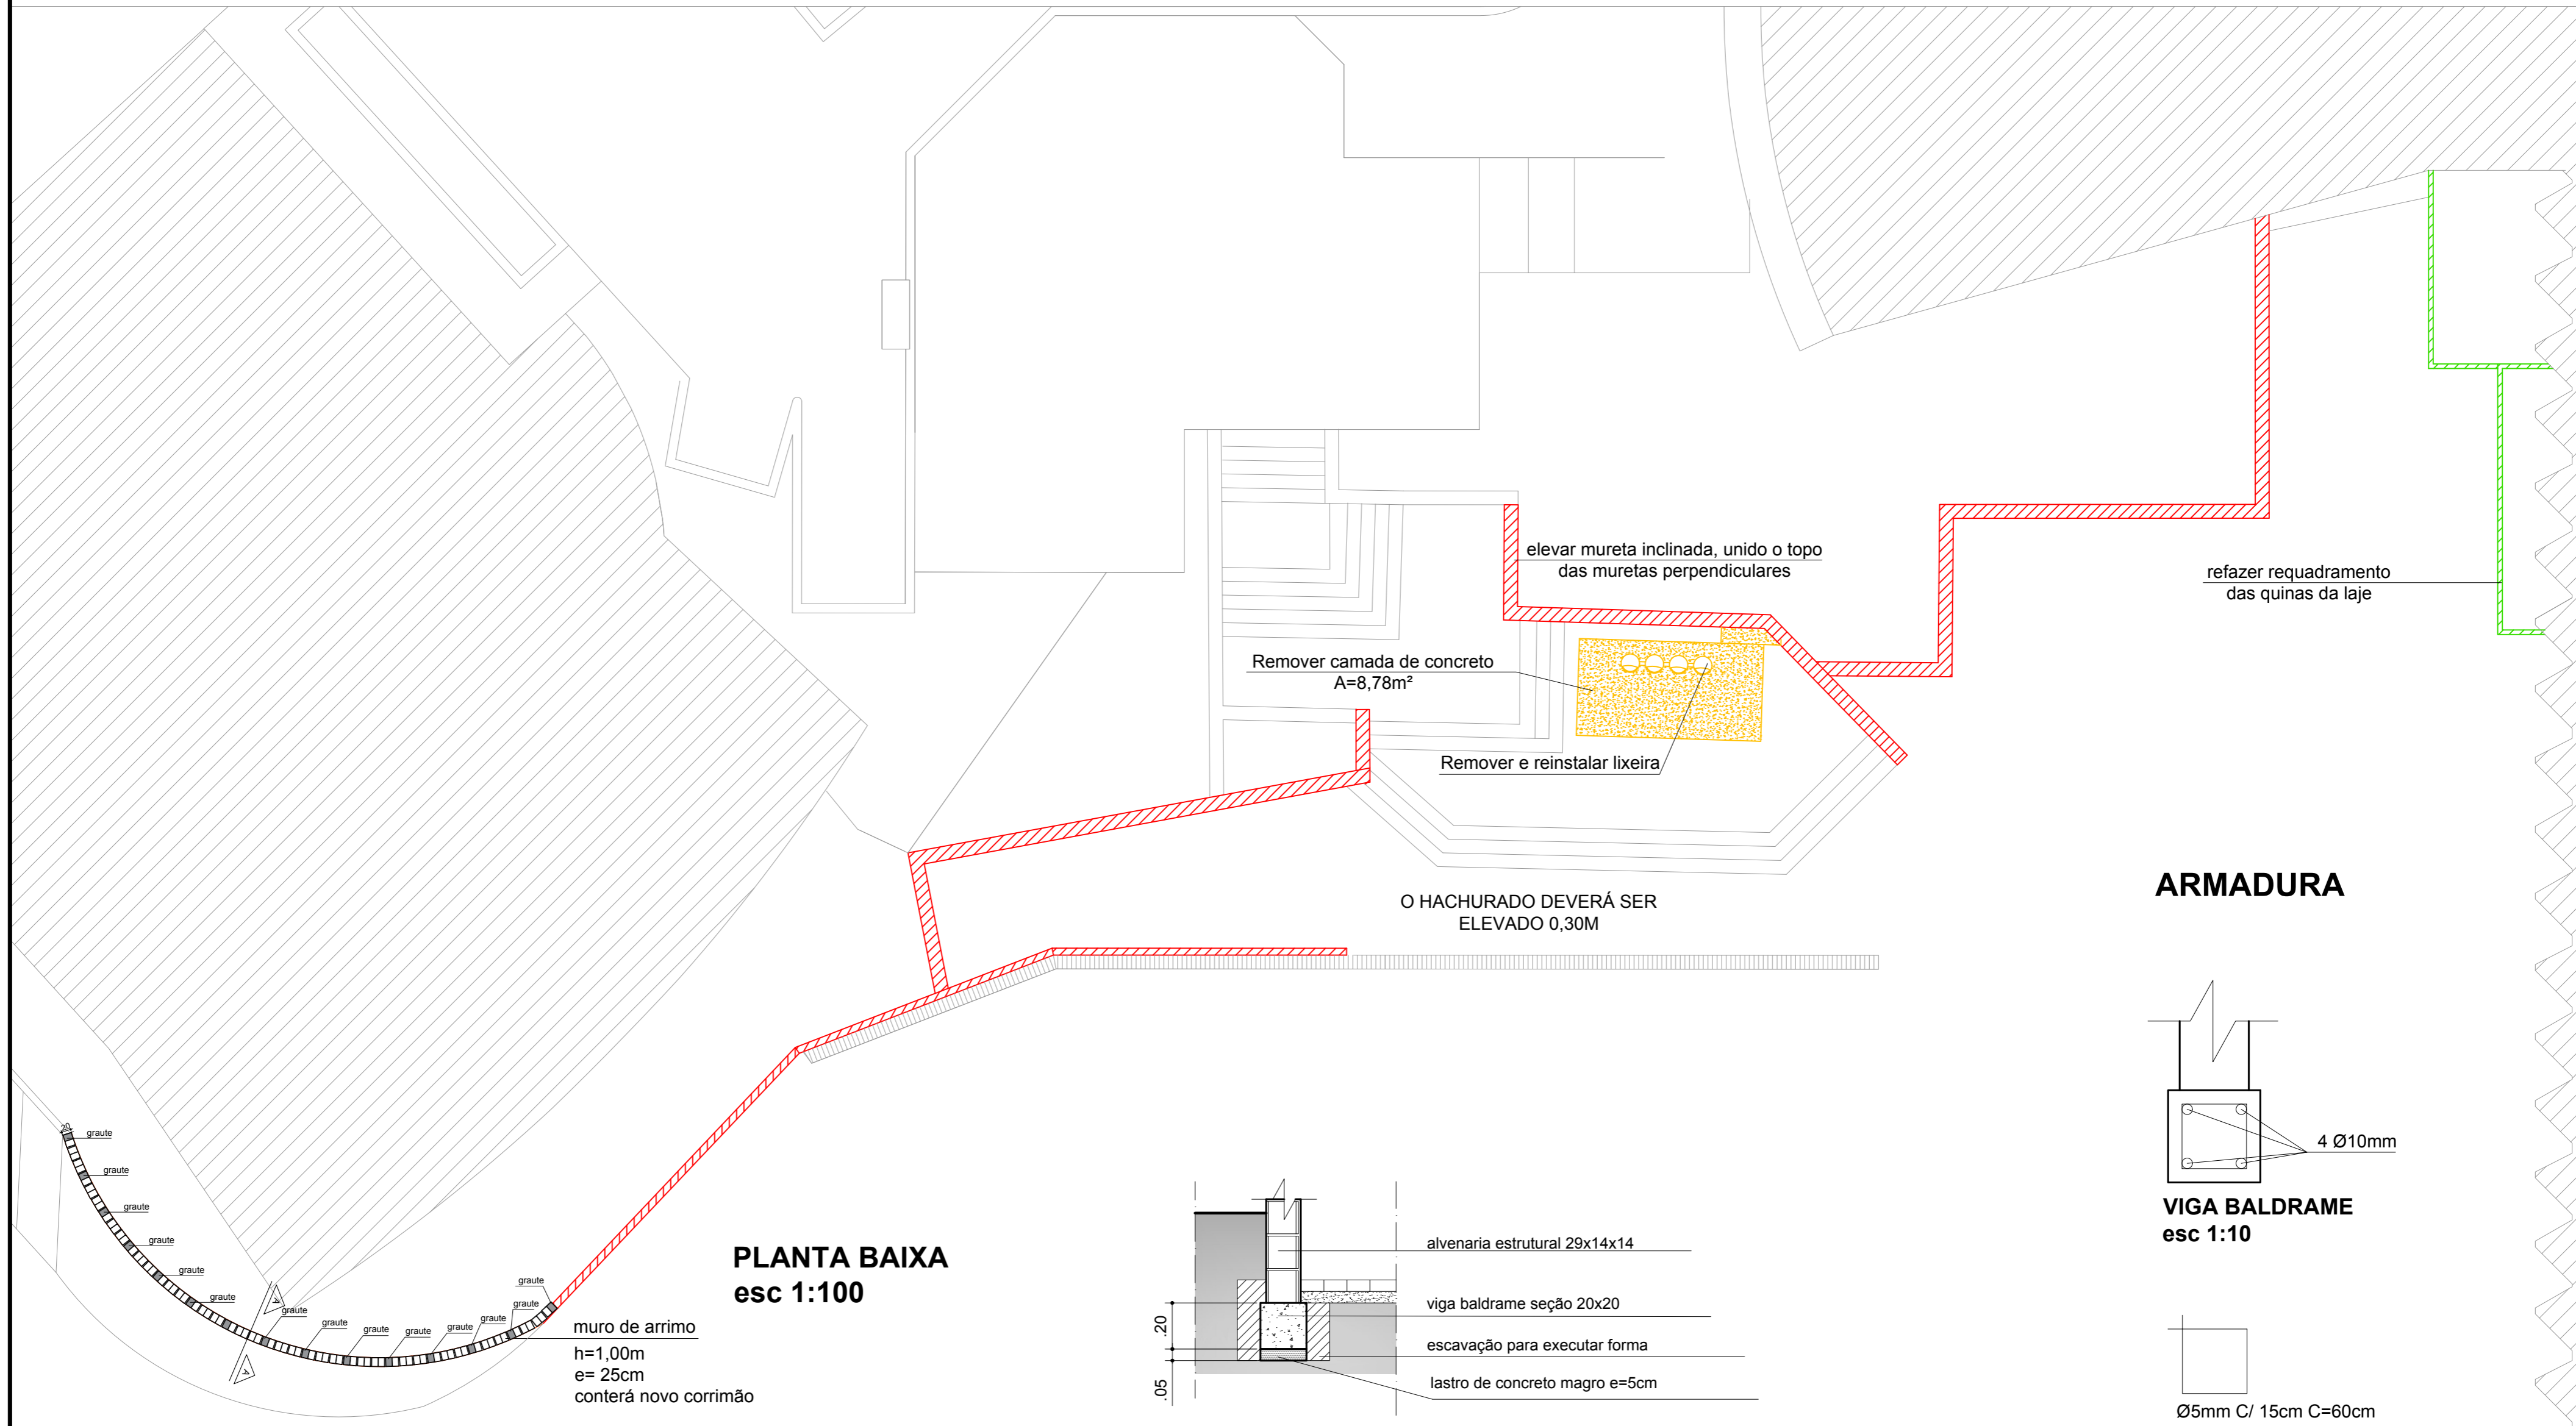 elevar mureta inclinada, unido o topo
das muretas perpendiculares
refazer requadramento
das quinas da laje
Remover camada de concreto
A=8,78m²
Remover e reinstalar lixeira
O HACHURADO DEVERÁ SER
ELEVADO 0,30M
ARMADURA
4 Ø10mm
VIGA BALDRAME
esc 1:10
Ø5mm C/ 15cm C=60cm
PLANTA BAIXA
esc 1:100
20
graute
graute
graute
graute
graute
graute
graute
graute
graute
graute
graute
graute
graute
graute
A
A
muro de arrimo
h=1,00m
e= 25cm
conterá novo corrimão
alvenaria estrutural 29x14x14
viga baldrame seção 20x20
escavação para executar forma
lastro de concreto magro e=5cm
.20
.05